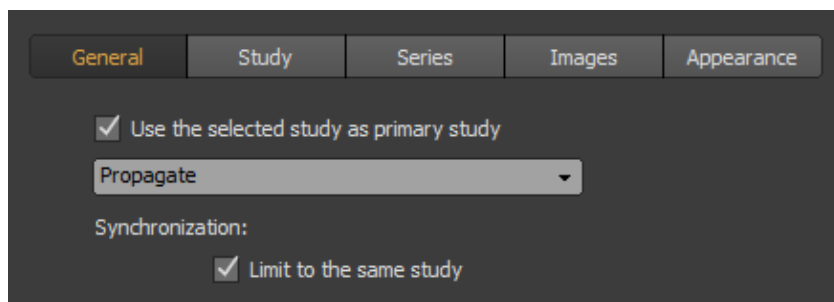 General Study Series Images Appearance
Use the selected study as primary study
Propagate
Synchronization:
Limit to the same study